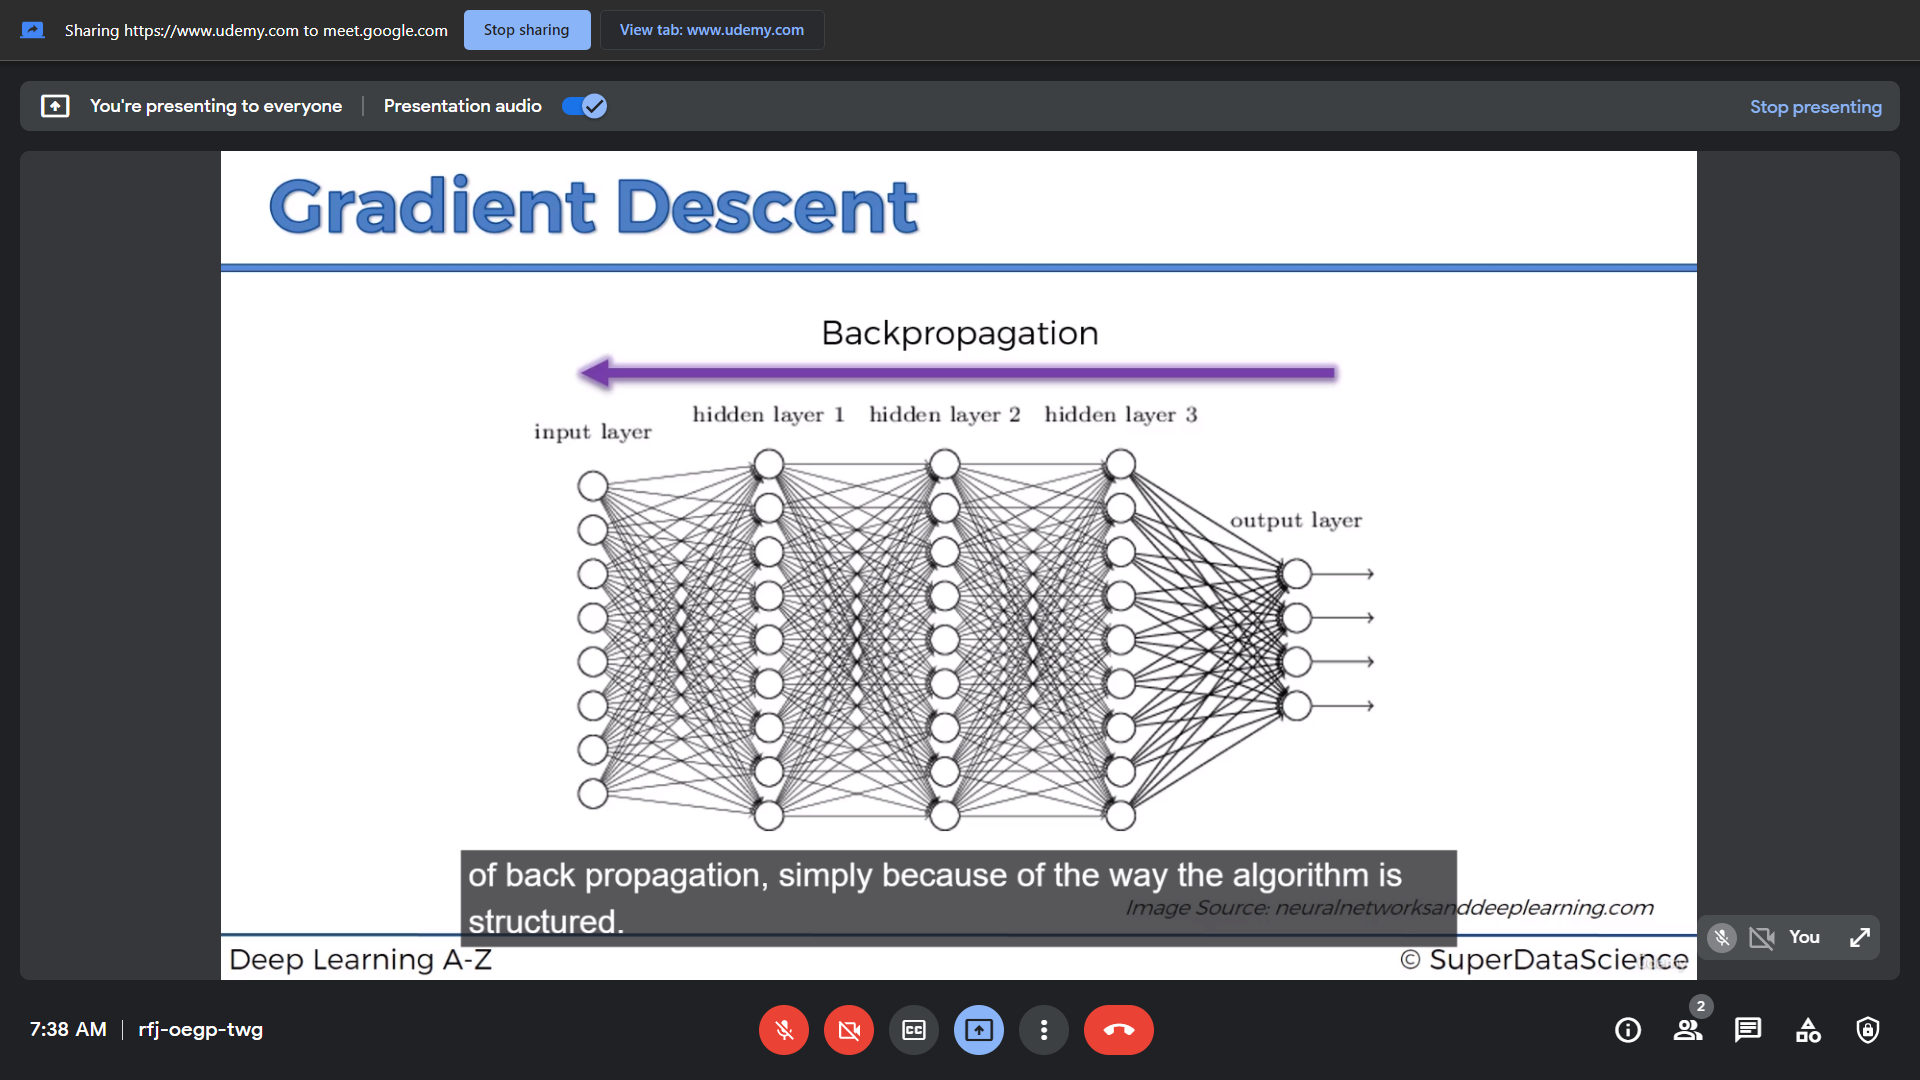 Sharing https://www.udemy.com to meet.google.com
Stop sharing
View tab: www.udemy.com
You're presenting to everyone
Presentation audio
Stop presenting
Gradient Descent
Backpropagation
input layer
hidden layer 1
hidden layer 2
hidden layer 3
output layer
of back propagation, simply because of the way the algorithm is
structured.
Image Source: neuralnetworksanddeeplearning.com
Deep Learning A-Z
© SuperDataScience
You
7:38 AM
rfj-oegp-twg
CC
2